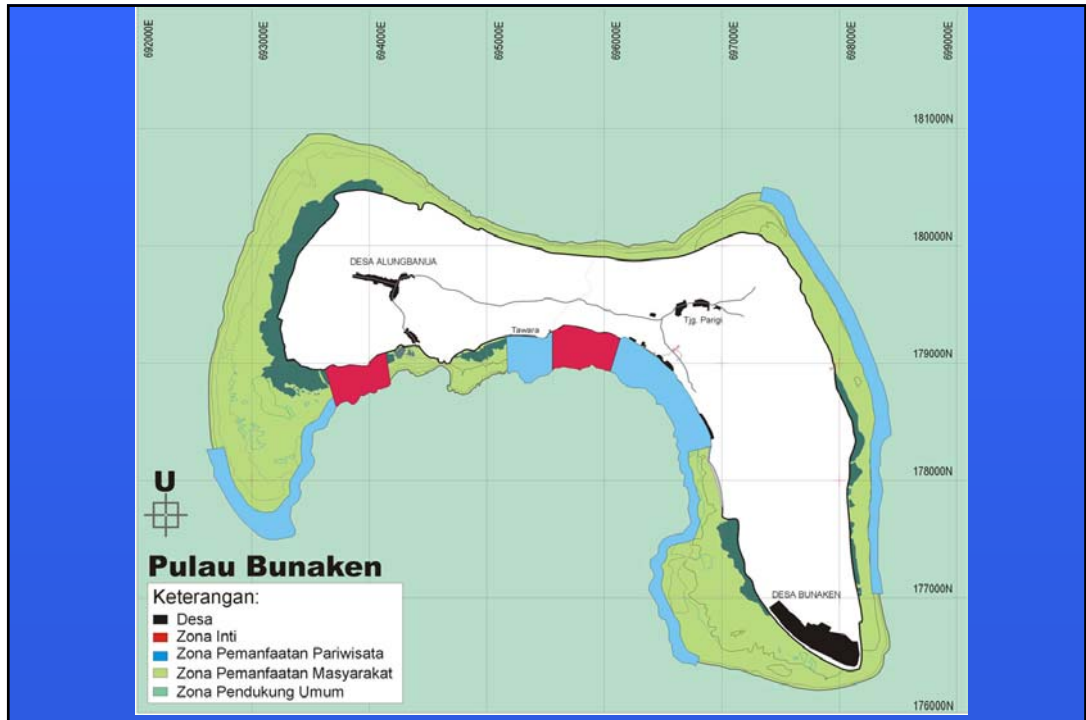 692000E
693000E
694000E
695000E
696000E
697000E
698000E
699000E
181000N
180000N
DESA ALUNGBANUA
Tjg. Parigi
Tawara
179000N
178000N
U
Pulau Bunaken
Keterangan:
Desa
Zona Inti
Zona Pemanfaatan Pariwisata
Zona Pemanfaatan Masyarakat
Zona Pendukung Umum
DESA BUNAKEN
177000N
176000N